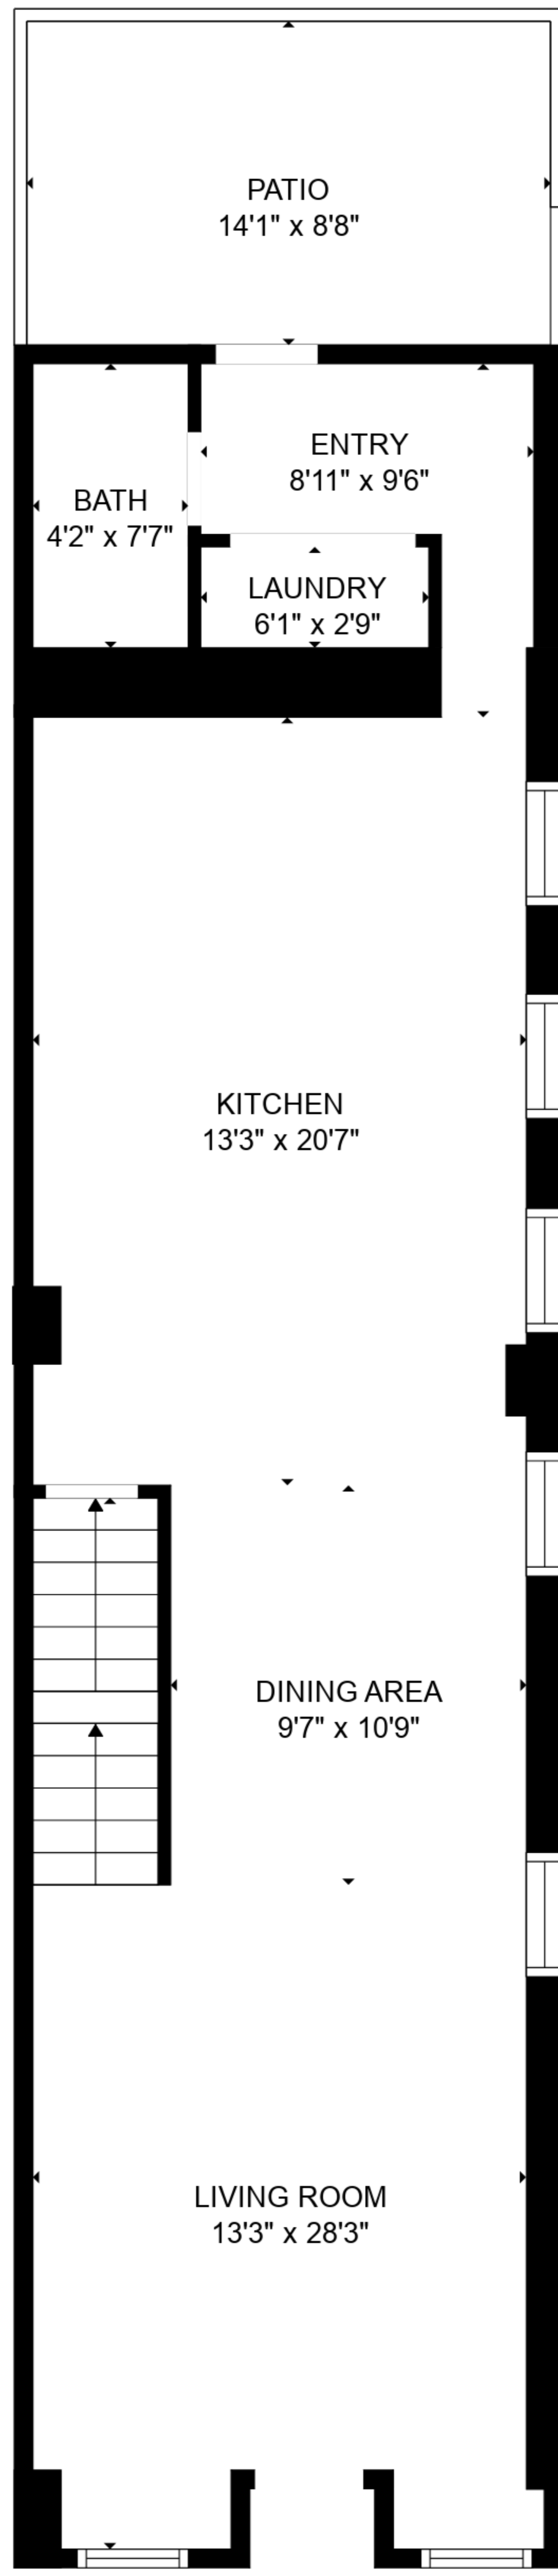 PATIO
14'1" x 8'8"
ENTRY
8'11" x 9'6"
BATH
4'2" x 7'7"
LAUNDRY
6'1" x 2'9"
KITCHEN
13'3" x 20'7"
DINING AREA
9'7" x 10'9"
LIVING ROOM
13'3" x 28'3"